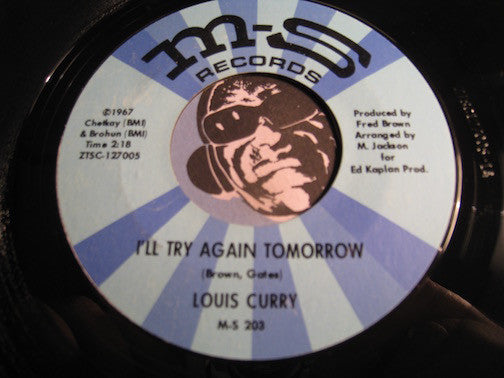 m-S
RECORDS
©1967
Chetkay (BMI)
& Brohun (BMI)
Time 2:18
ZTSC-127005
Produced by
Fred Brown
Arranged by
M. Jackson
for
Ed Kaplan Prod.
I'LL TRY AGAIN TOMORROW
(Brown, Gates)
LOUIS CURRY
M-S 203